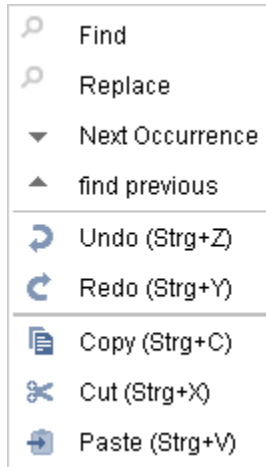 Find
Replace
Next Occurrence
find previous
Undo (Strg+Z)
Redo (Strg+Y)
Copy (Strg+C)
Cut (Strg+X)
Paste (Strg+V)